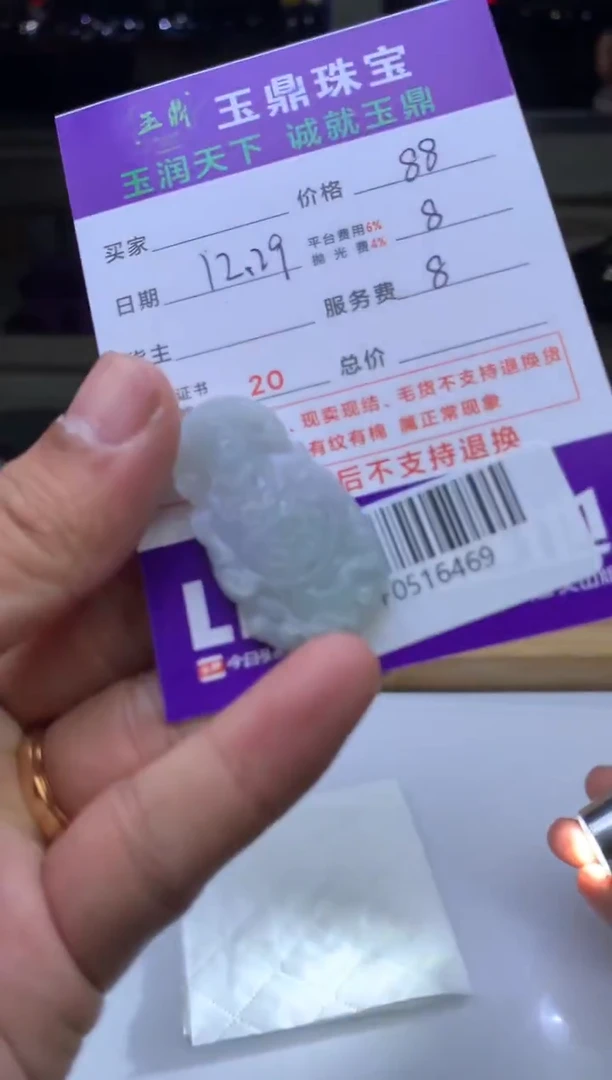 玉鼎 玉鼎珠宝
玉润天下 诚就玉鼎
买家 价格 88
日期 12.29 平台费用6% 8
抛光费4%
主 服务费 8
证书 20 总价
、现卖现结、毛货不支持退换货
有纹有棉 属正常现象
后不支持退换
0516469
L
今日